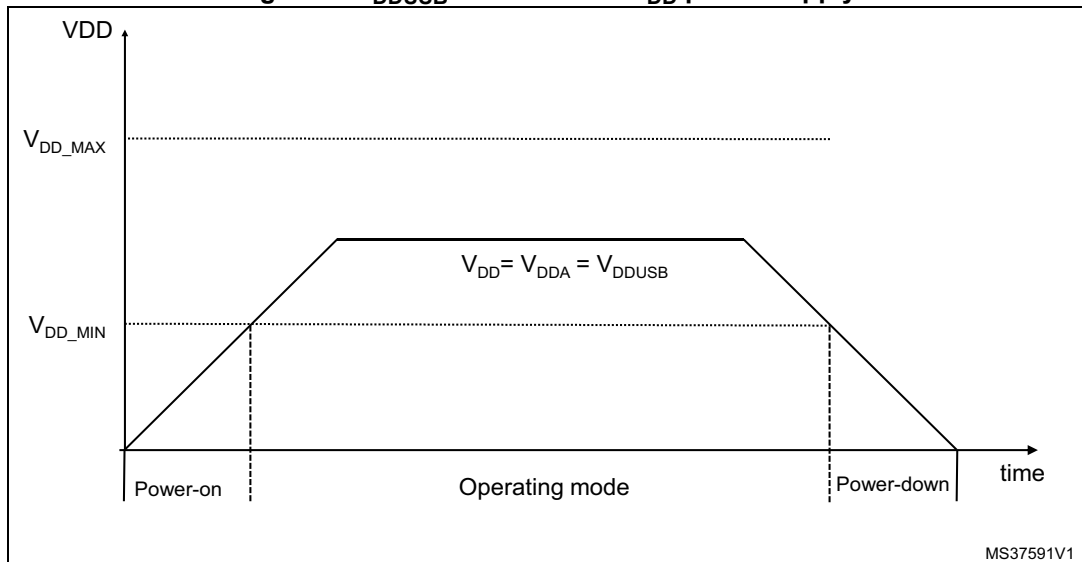 VDD
V_DD_MAX
V_DD= V_DDA = V_DDUSB
V_DD_MIN
time
Power-on
Operating mode
Power-down
MS37591V1